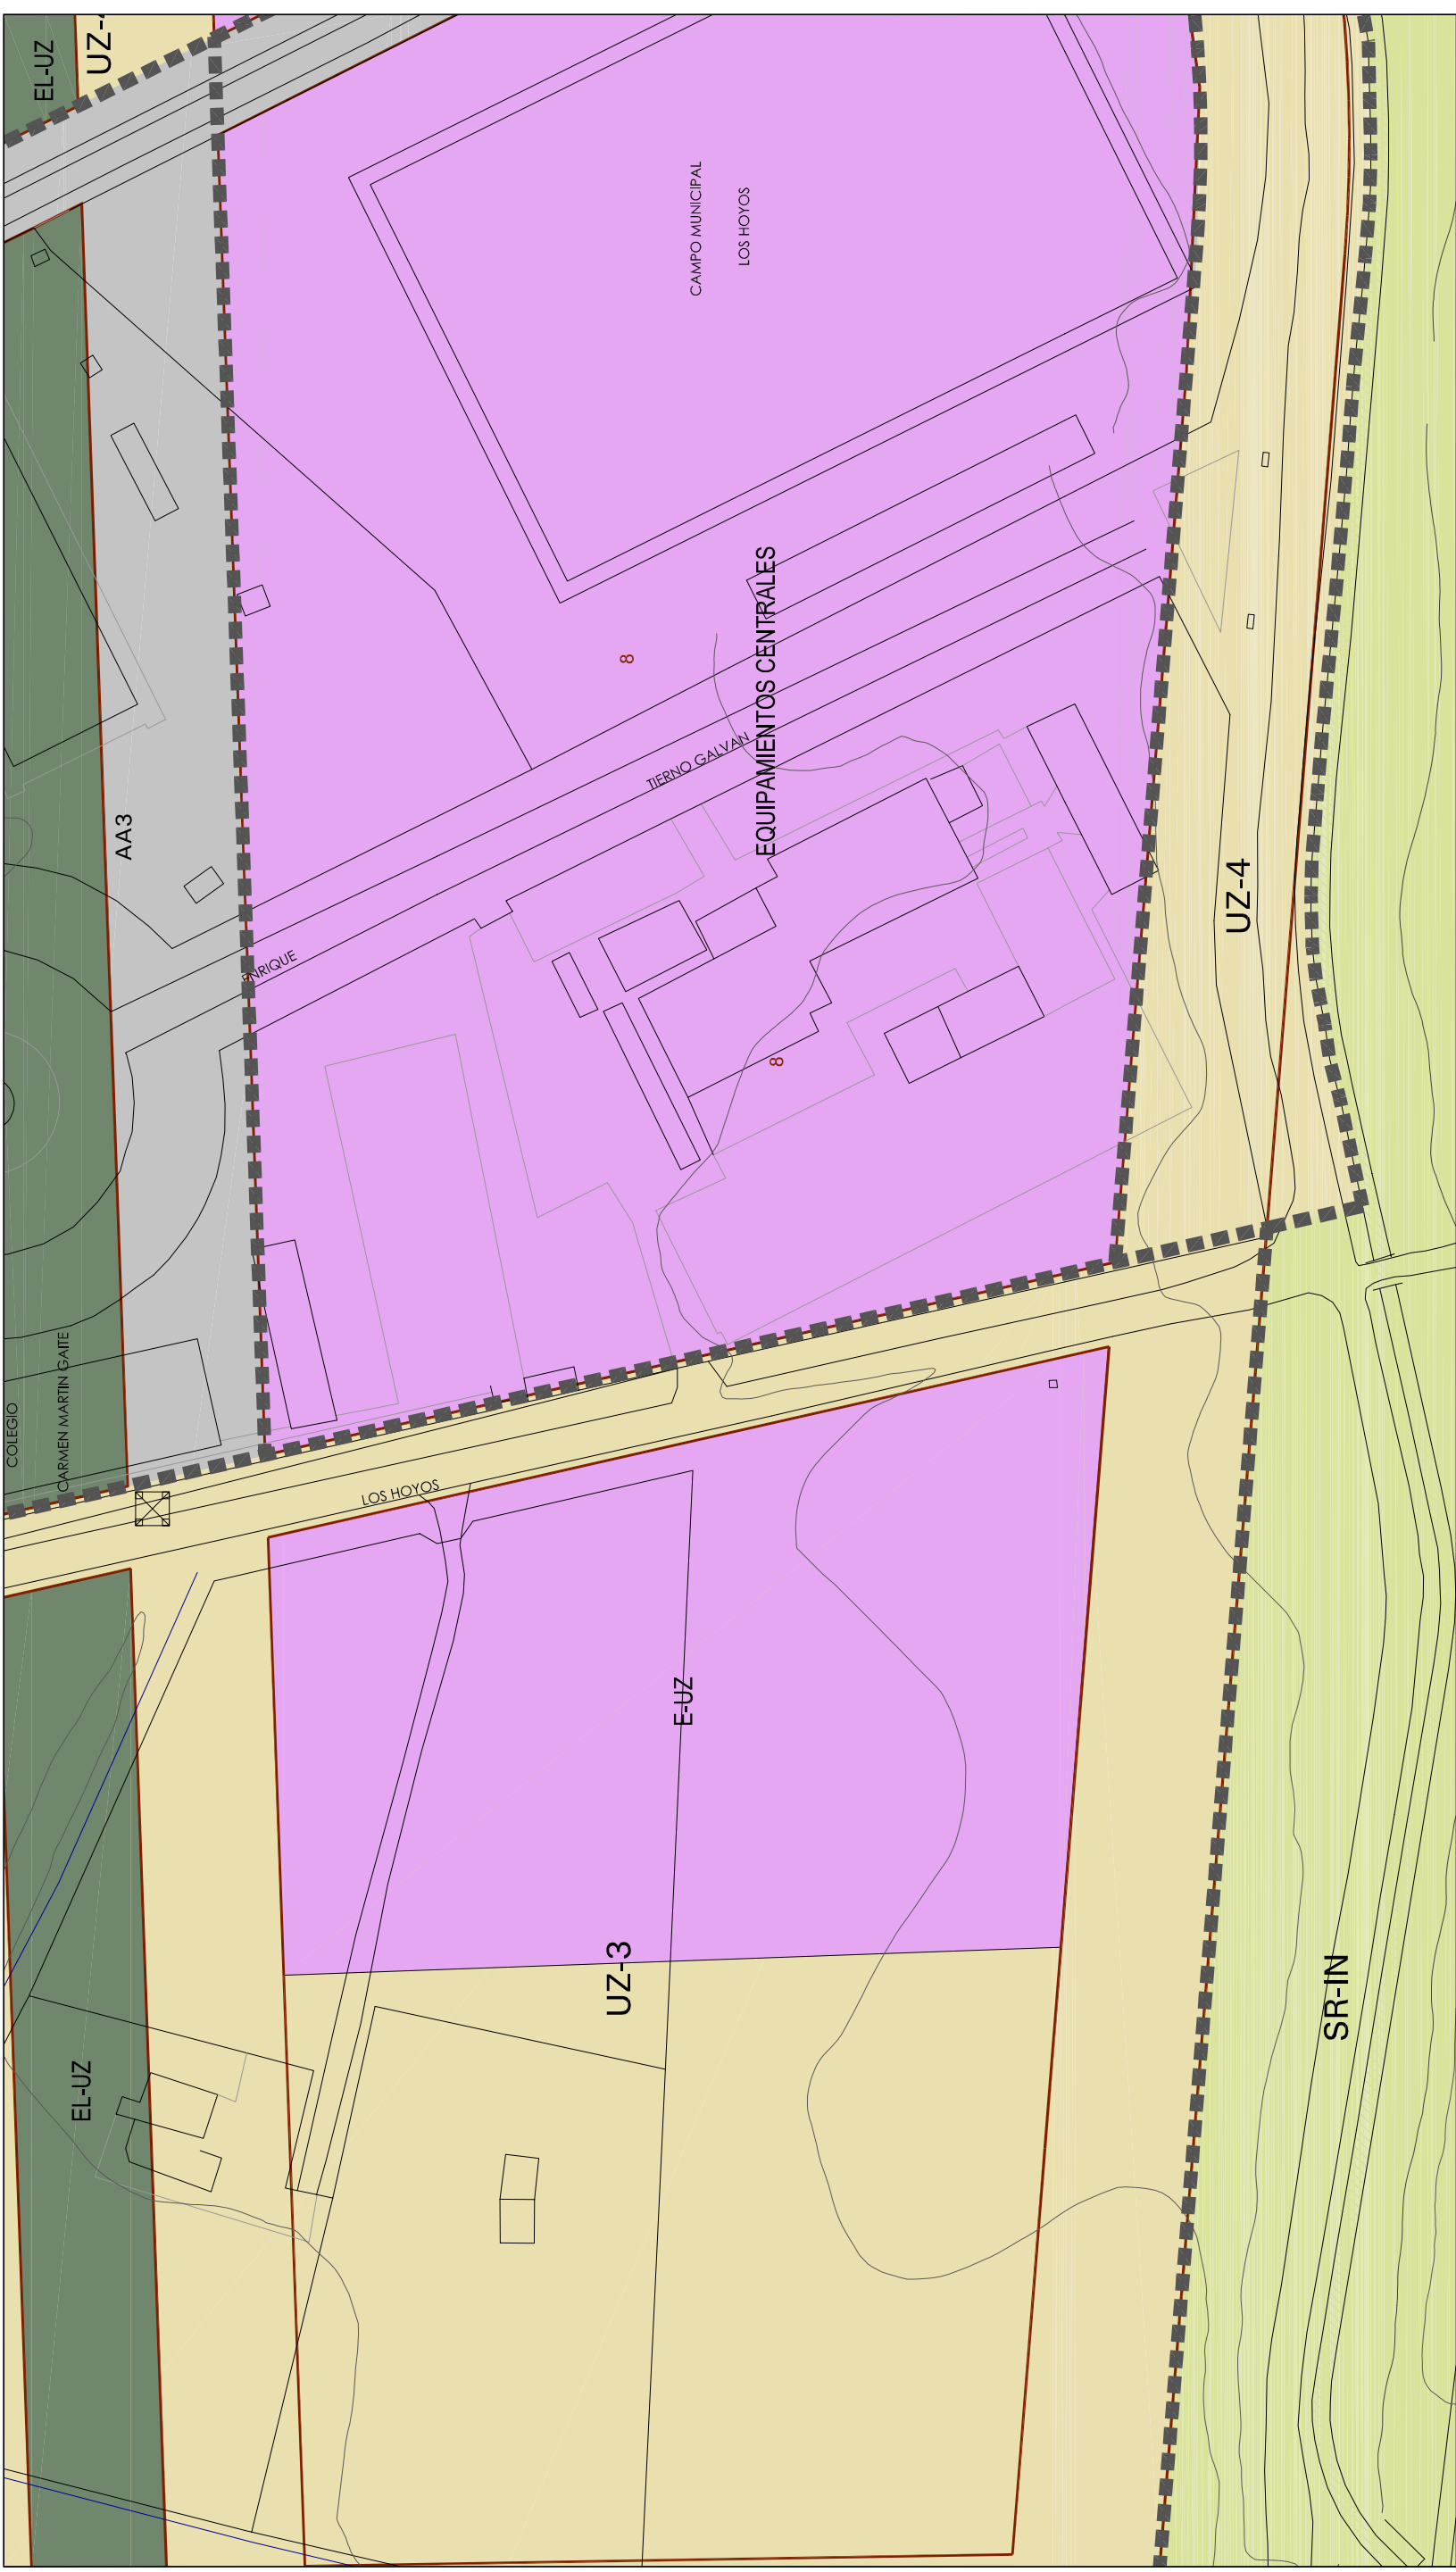 EL-UZ
UZ-
CAMPO MUNICIPAL
LOS HOYOS
8
EQUIPAMIENTOS CENTRALES
TIERNO GALVAN
AA3
ENRIQUE
UZ-4
8
COLEGIO
CARMEN MARTIN GAITE
LOS HOYOS
E-UZ
UZ-3
SR-IN
EL-UZ